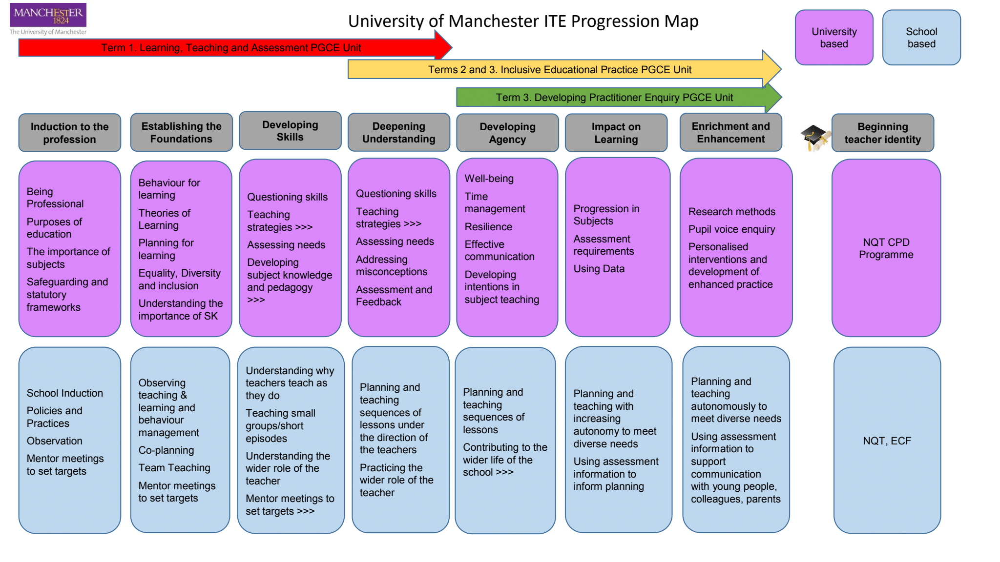 MANCHESTER
1824
The University of Manchester
University of Manchester ITE Progression Map
University
based
School
based
Term 1. Learning, Teaching and Assessment PGCE Unit
Terms 2 and 3. Inclusive Educational Practice PGCE Unit
Term 3. Developing Practitioner Enquiry PGCE Unit
Induction to the
profession
Establishing the
Foundations
Developing
Skills
Deepening
Understanding
Developing
Agency
Impact on
Learning
Enrichment and
Enhancement
Beginning
teacher identity
Being
Professional
Purposes of
education
The importance of
subjects
Safeguarding and
statutory
frameworks
Behaviour for
learning
Theories of
Learning
Planning for
learning
Equality, Diversity
and inclusion
Understanding the
importance of SK
Questioning skills
Teaching
strategies >>>
Assessing needs
Developing
subject knowledge
and pedagogy
>>>
Questioning skills
Teaching
strategies >>>
Assessing needs
Addressing
misconceptions
Assessment and
Feedback
Well-being
Time
management
Resilience
Effective
communication
Developing
intentions in
subject teaching
Progression in
Subjects
Assessment
requirements
Using Data
Research methods
Pupil voice enquiry
Personalised
interventions and
development of
enhanced practice
NQT CPD
Programme
School Induction
Policies and
Practices
Observation
Mentor meetings
to set targets
Observing
teaching &
learning and
behaviour
management
Co-planning
Team Teaching
Mentor meetings
to set targets
Understanding why
teachers teach as
they do
Teaching small
groups/short
episodes
Understanding the
wider role of the
teacher
Mentor meetings to
set targets >>>
Planning and
teaching
sequences of
lessons under
the direction of
the teachers
Practicing the
wider role of the
teacher
Planning and
teaching
sequences of
lessons
Contributing to the
wider life of the
school >>>
Planning and
teaching with
increasing
autonomy to meet
diverse needs
Using assessment
information to
inform planning
Planning and
teaching
autonomously to
meet diverse needs
Using assessment
information to
support
communication
with young people,
colleagues, parents
NQT, ECF